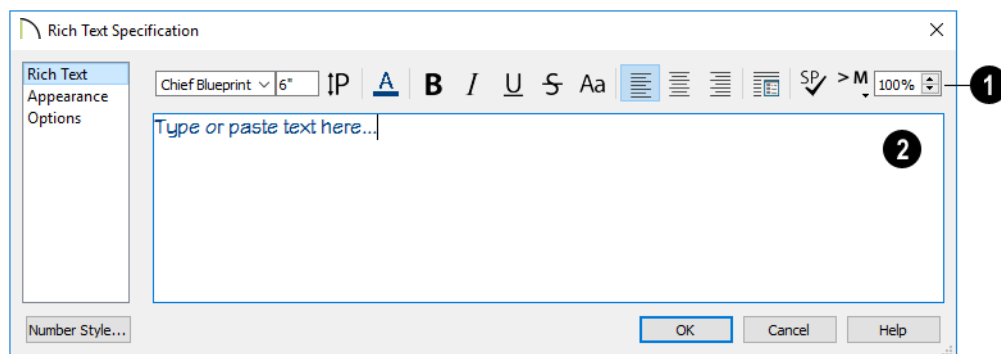 Rich Text Specification
Rich Text
Appearance
Options
Chief Blueprint 6" P A B I U S Aa SP > M 100% 1
Type or paste text here...
2
Number Style...
OK Cancel Help